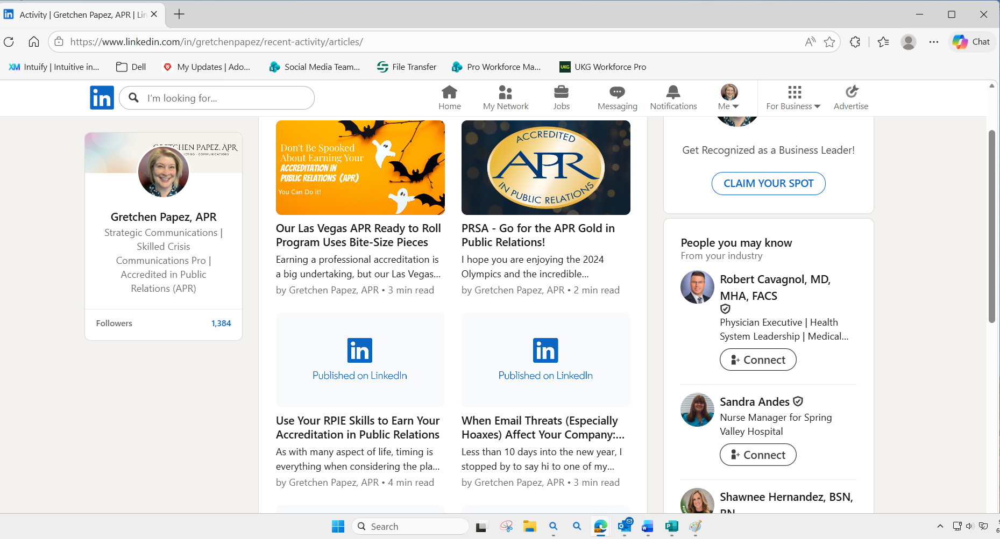 Activity | Gretchen Papez, APR | Lin
https://www.linkedin.com/in/gretchenpapez/recent-activity/articles/
Chat
Intuify | Intuitive in...
Dell
My Updates | Ado...
Social Media Team...
File Transfer
Pro Workforce Ma...
UKG
UKG Workforce Pro
in
I'm looking for...
Home
My Network
Jobs
Messaging
Notifications
Me
For Business
Advertise
GRETCHEN PAPEZ, APR
KETING - COMMUNICATIONS
Gretchen Papez, APR
Strategic Communications |
Skilled Crisis
Communications Pro |
Accredited in Public
Relations (APR)
Followers
1,384
Don't Be Spooked
About Earning Your
ACCREDITATION IN
PUBLIC RELATIONS (APR)
You Can Do it!
Our Las Vegas APR Ready to Roll
Program Uses Bite-Size Pieces
Earning a professional accreditation is
a big undertaking, but our Las Vegas...
by Gretchen Papez, APR • 3 min read
ACCREDITED
APR
IN PUBLIC RELATIONS
PRSA - Go for the APR Gold in
Public Relations!
I hope you are enjoying the 2024
Olympics and the incredible...
by Gretchen Papez, APR • 2 min read
in
Published on LinkedIn
Use Your RPIE Skills to Earn Your
Accreditation in Public Relations
As with many aspect of life, timing is
everything when considering the pla...
by Gretchen Papez, APR • 4 min read
in
Published on LinkedIn
When Email Threats (Especially
Hoaxes) Affect Your Company:...
Less than 10 days into the new year, I
stopped by to say hi to one of my...
by Gretchen Papez, APR • 3 min read
Get Recognized as a Business Leader!
CLAIM YOUR SPOT
People you may know
From your industry
Robert Cavagnol, MD,
MHA, FACS
Physician Executive | Health
System Leadership | Medical...
Connect
Sandra Andes
Nurse Manager for Spring
Valley Hospital
Connect
Shawnee Hernandez, BSN,
RN
Search